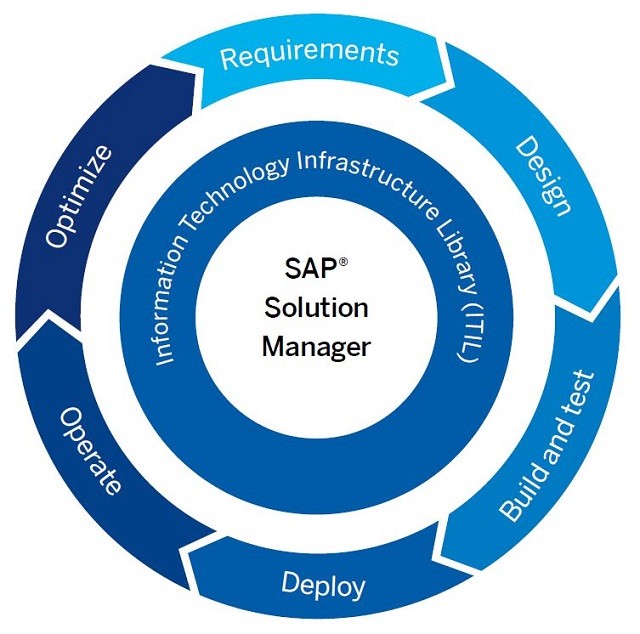 Requirements
Design
Build and test
Deploy
Operate
Optimize
Information Technology Infrastructure Library (ITIL)
SAP®
Solution
Manager